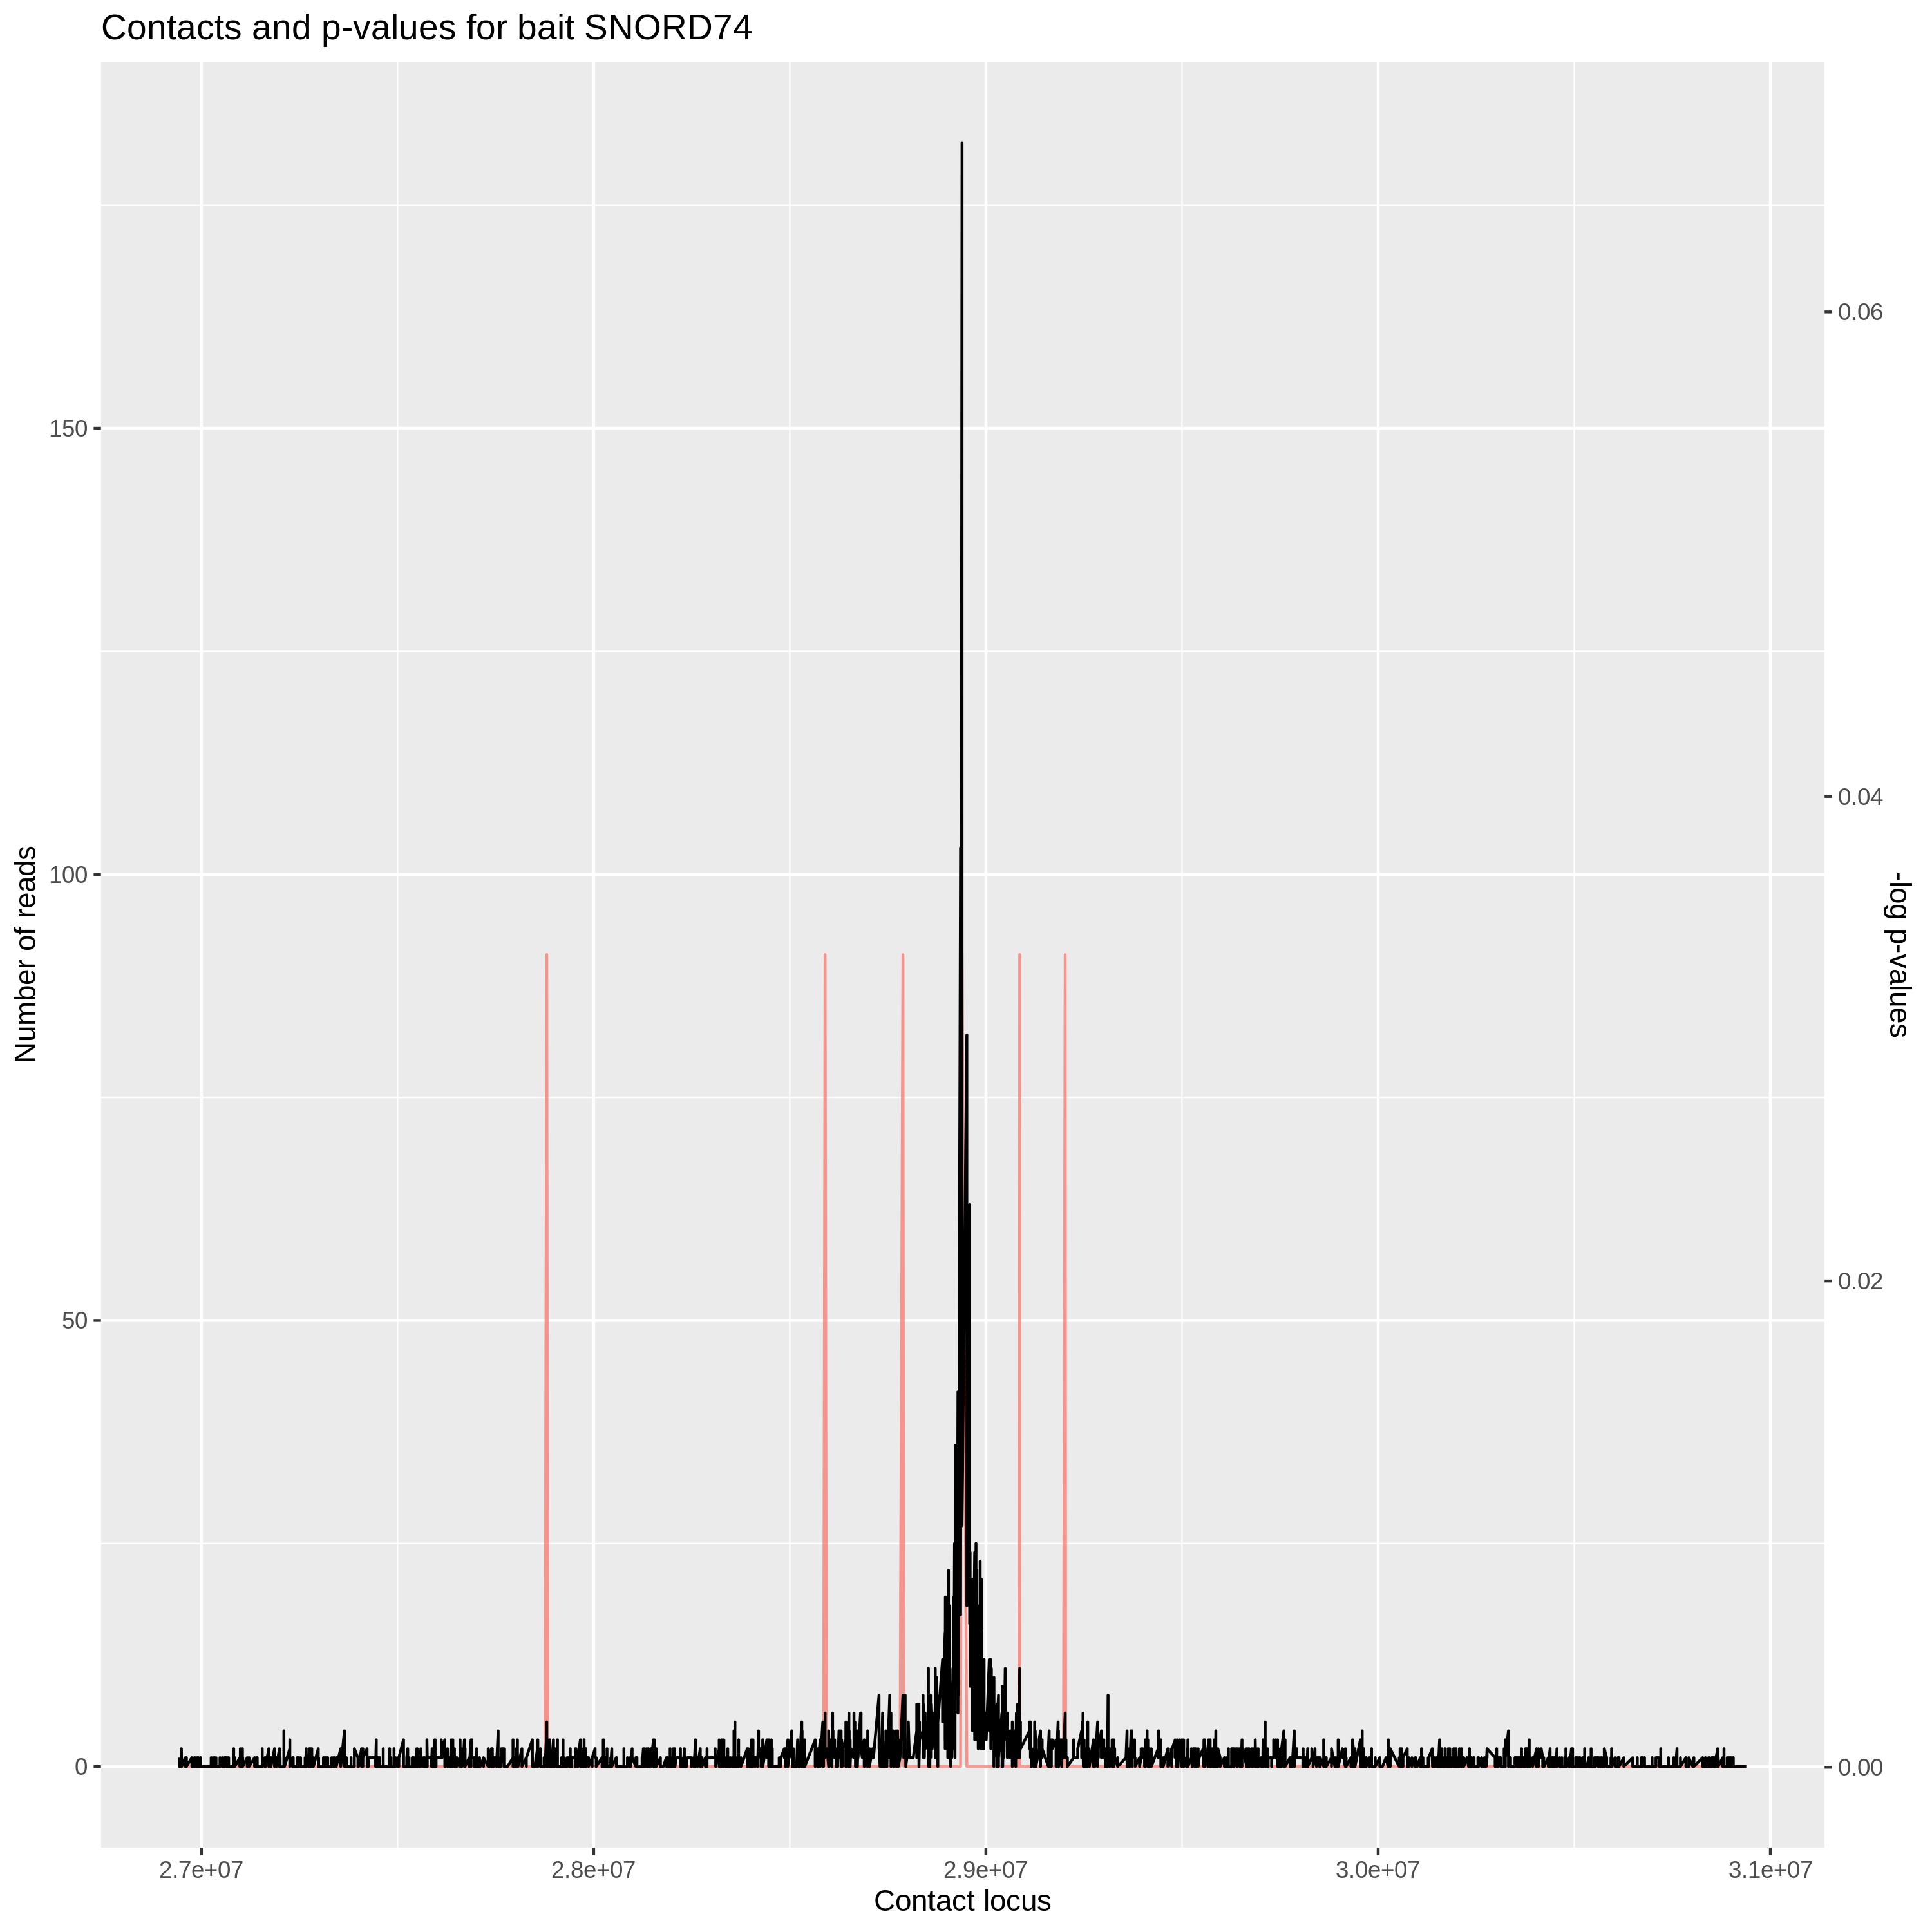 Contacts and p-values for bait SNORD74
Number of reads
150
100
50
0
0.06
0.04
0.02
0.00
-log p-values
2.7e+07
2.8e+07
2.9e+07
3.0e+07
3.1e+07
Contact locus